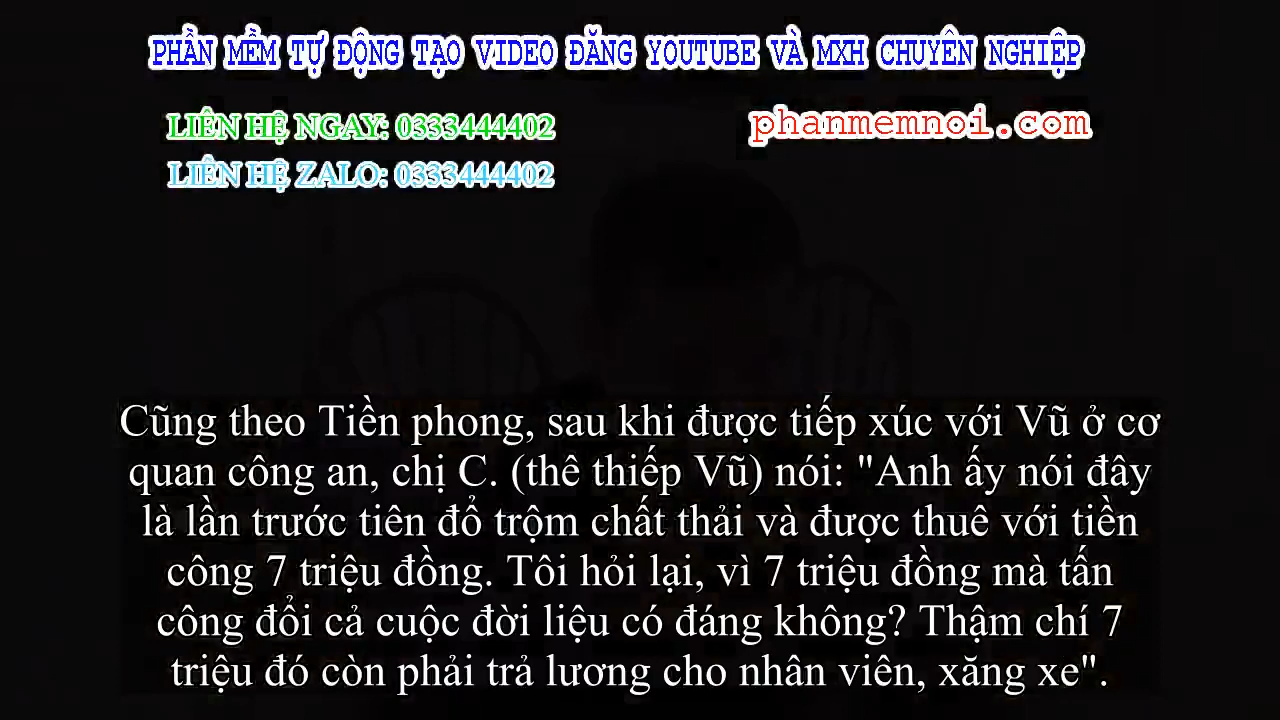 PHẦN MỀM TỰ ĐỘNG TẠO VIDEO ĐĂNG YOUTUBE VÀ MXH CHUYÊN NGHIỆP
LIÊN HỆ NGAY: 0333444402
phanmemnoi.com
LIÊN HỆ ZALO: 0333444402
Cũng theo Tiền phong, sau khi được tiếp xúc với Vũ ở cơ
quan công an, chị C. (thê thiếp Vũ) nói: "Anh ấy nói đây
là lần trước tiên đổ trộm chất thải và được thuê với tiền
công 7 triệu đồng. Tôi hỏi lại, vì 7 triệu đồng mà tấn
công đổi cả cuộc đời liệu có đáng không? Thậm chí 7
triệu đó còn phải trả lương cho nhân viên, xăng xe".